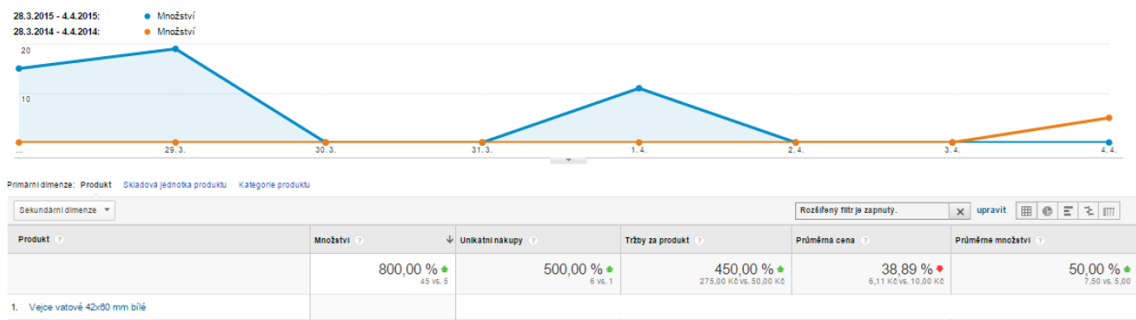 28.3.2015 - 4.4.2015: Množství
28.3.2014 - 4.4.2014: Množství
20
10
... 29.3. 30.3. 31.3. 1.4. 2.4. 3.4. 4.4.
Primární dimenze: Produkt Skladová jednotka produktu Kategorie produktu
Sekundární dimenze Rozšířený filtr je zapnutý. upravit
Produkt Množství Unikátní nákupy Tržby za produkt Průměrná cena Průměrné množství
800,00 % 500,00 % 450,00 % 38,89 % 50,00 %
45 vs. 5 6 vs. 1 275,00 Kč vs. 50,00 Kč 6,11 Kč vs. 10,00 Kč 7,50 vs. 5,00
1. Vejce vatové 42x60 mm bílé